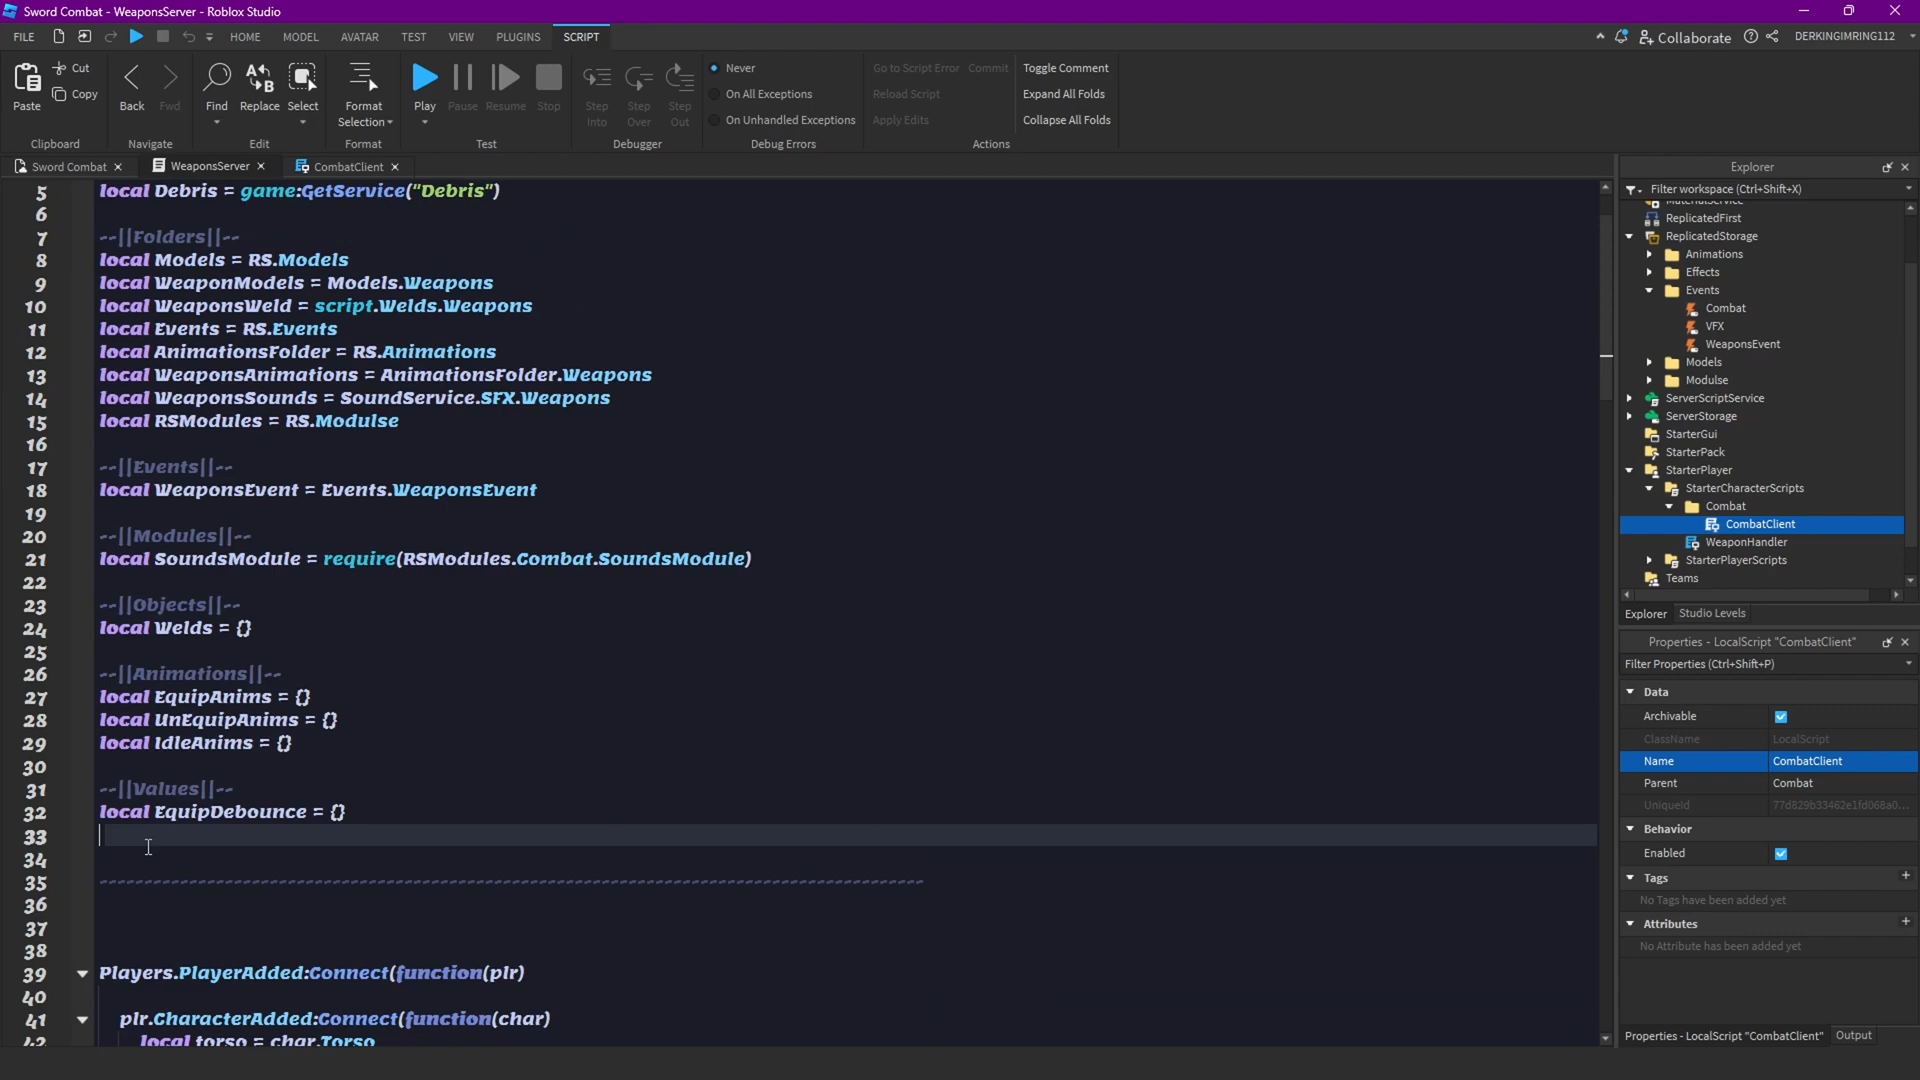 Sword Combat - WeaponsServer - Roblox Studio
FILE HOME MODEL AVATAR TEST VIEW PLUGINS SCRIPT Collaborate DERKINGIMRING112
Paste Cut Copy
Back Fwd
Find Replace Select
Format Selection
Play Pause Resume Stop
Step Into Step Over Step Out
Never
On All Exceptions
On Unhandled Exceptions
Go to Script Error Commit
Reload Script
Apply Edits
Toggle Comment
Expand All Folds
Collapse All Folds
Clipboard Navigate Edit Format Test Debugger Debug Errors Actions
Sword Combat WeaponsServer CombatClient
5 local Debris = game:GetService("Debris")
6
7 --||Folders||--
8 local Models = RS.Models
9 local WeaponModels = Models.Weapons
10 local WeaponsWeld = script.Welds.Weapons
11 local Events = RS.Events
12 local AnimationsFolder = RS.Animations
13 local WeaponsAnimations = AnimationsFolder.Weapons
14 local WeaponsSounds = SoundService.SFX.Weapons
15 local RSModules = RS.Modulse
16
17 --||Events||--
18 local WeaponsEvent = Events.WeaponsEvent
19
20 --||Modules||--
21 local SoundsModule = require(RSModules.Combat.SoundsModule)
22
23 --||Objects||--
24 local Welds = {}
25
26 --||Animations||--
27 local EquipAnims = {}
28 local UnEquipAnims = {}
29 local IdleAnims = {}
30
31 --||Values||--
32 local EquipDebounce = {}
33
34
35
36
37
38
39 Players.PlayerAdded:Connect(function(plr)
40
41 plr.CharacterAdded:Connect(function(char)
42 local torso = char.Torso
Explorer
Filter workspace (Ctrl+Shift+X)
MaterialService
ReplicatedFirst
ReplicatedStorage
Animations
Effects
Events
Combat
VFX
WeaponsEvent
Models
Modulse
ServerScriptService
ServerStorage
StarterGui
StarterPack
StarterPlayer
StarterCharacterScripts
Combat
CombatClient
WeaponHandler
StarterPlayerScripts
Teams
Explorer Studio Levels
Properties - LocalScript "CombatClient"
Filter Properties (Ctrl+Shift+P)
Data
Archivable
ClassName LocalScript
Name CombatClient
Parent Combat
UniqueId 77d829b33462e1fd068a0...
Behavior
Enabled
Tags
No Tags have been added yet
Attributes
No Attribute has been added yet
Properties - LocalScript "CombatClient" Output